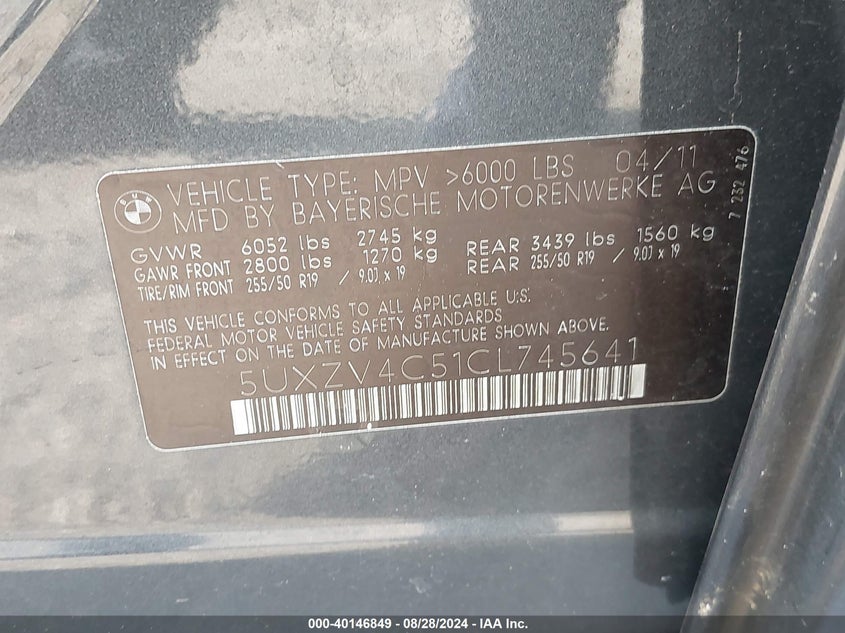 BMW
VEHICLE TYPE: MPV >6000 LBS 04/11
MFD BY BAYERISCHE MOTORENWERKE AG
GVWR 6052 lbs 2745 kg
GAWR FRONT 2800 lbs 1270 kg REAR 3439 lbs 1560 kg
TIRE/RIM FRONT 255/50 R19 / 9.0J x 19 REAR 255/50 R19 / 9.0J x 19
THIS VEHICLE CONFORMS TO ALL APPLICABLE U.S.
FEDERAL MOTOR VEHICLE SAFETY STANDARDS
IN EFFECT ON THE DATE OF MANUFACTURE SHOWN ABOVE.
5UXZV4C51CL745641
7 232 476
000-40146849 - 08/28/2024 - IAA Inc.